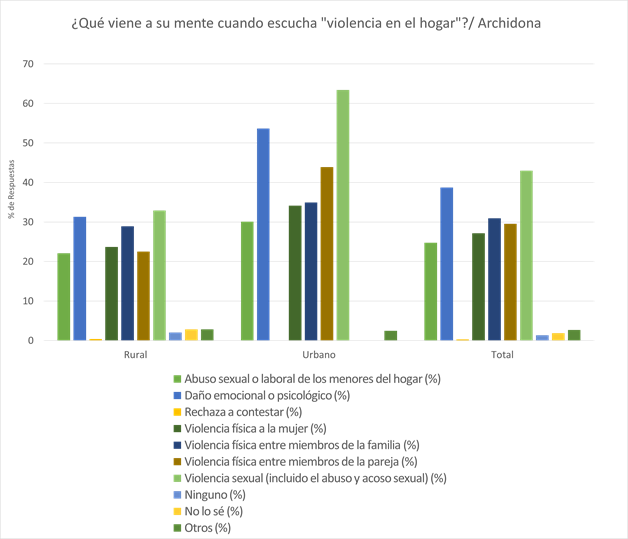 ¿Qué viene a su mente cuando escucha "violencia en el hogar"?/ Archidona
70
60
50
40
30
20
10
0
% de Respuestas
Rural
Urbano
Total
Abuso sexual o laboral de los menores del hogar (%)
Daño emocional o psicológico (%)
Rechaza a contestar (%)
Violencia física a la mujer (%)
Violencia física entre miembros de la familia (%)
Violencia física entre miembros de la pareja (%)
Violencia sexual (incluido el abuso y acoso sexual) (%)
Ninguno (%)
No lo sé (%)
Otros (%)